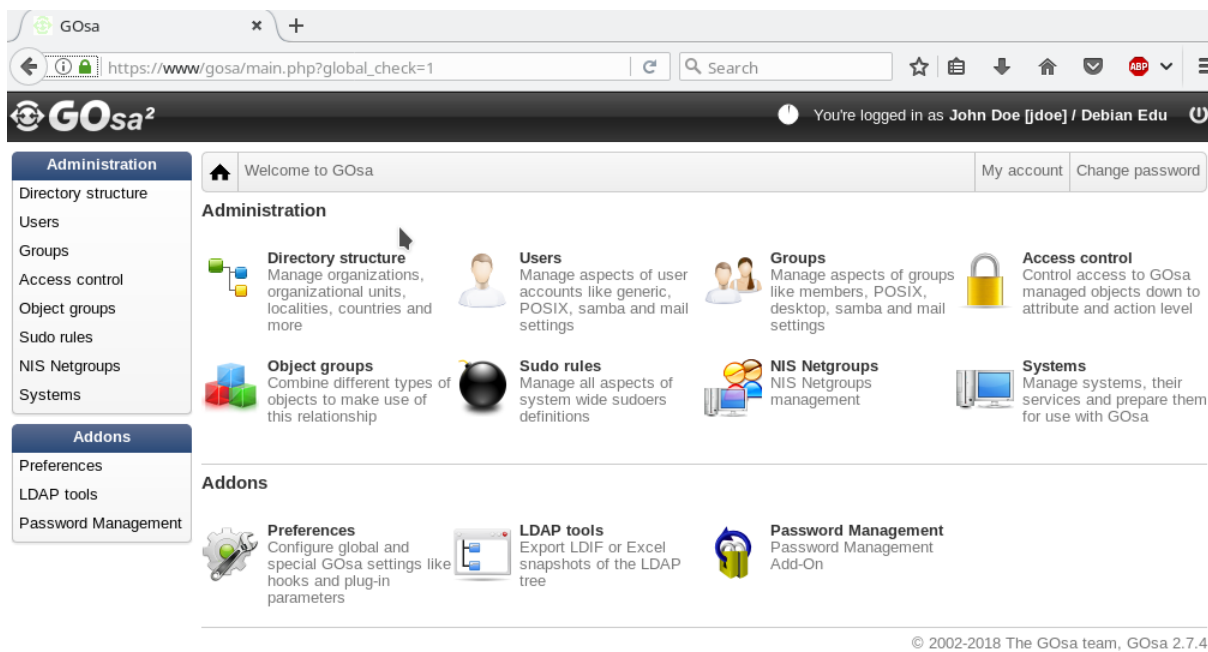 GOsa
https://www/gosa/main.php?global_check=1
Search
ABP
GOsa²
You're logged in as John Doe [jdoe] / Debian Edu
Administration
Directory structure
Users
Groups
Access control
Object groups
Sudo rules
NIS Netgroups
Systems
Addons
Preferences
LDAP tools
Password Management
Welcome to GOsa
My account
Change password
Administration
Directory structure
Manage organizations,
organizational units,
localities, countries and
more
Users
Manage aspects of user
accounts like generic,
POSIX, samba and mail
settings
Groups
Manage aspects of groups
like members, POSIX,
desktop, samba and mail
settings
Access control
Control access to GOsa
managed objects down to
attribute and action level
Object groups
Combine different types of
objects to make use of
this relationship
Sudo rules
Manage all aspects of
system wide sudoers
definitions
NIS Netgroups
NIS Netgroups
management
Systems
Manage systems, their
services and prepare them
for use with GOsa
Addons
Preferences
Configure global and
special GOsa settings like
hooks and plug-in
parameters
LDAP tools
Export LDIF or Excel
snapshots of the LDAP
tree
Password Management
Password Management
Add-On
© 2002-2018 The GOsa team, GOsa 2.7.4